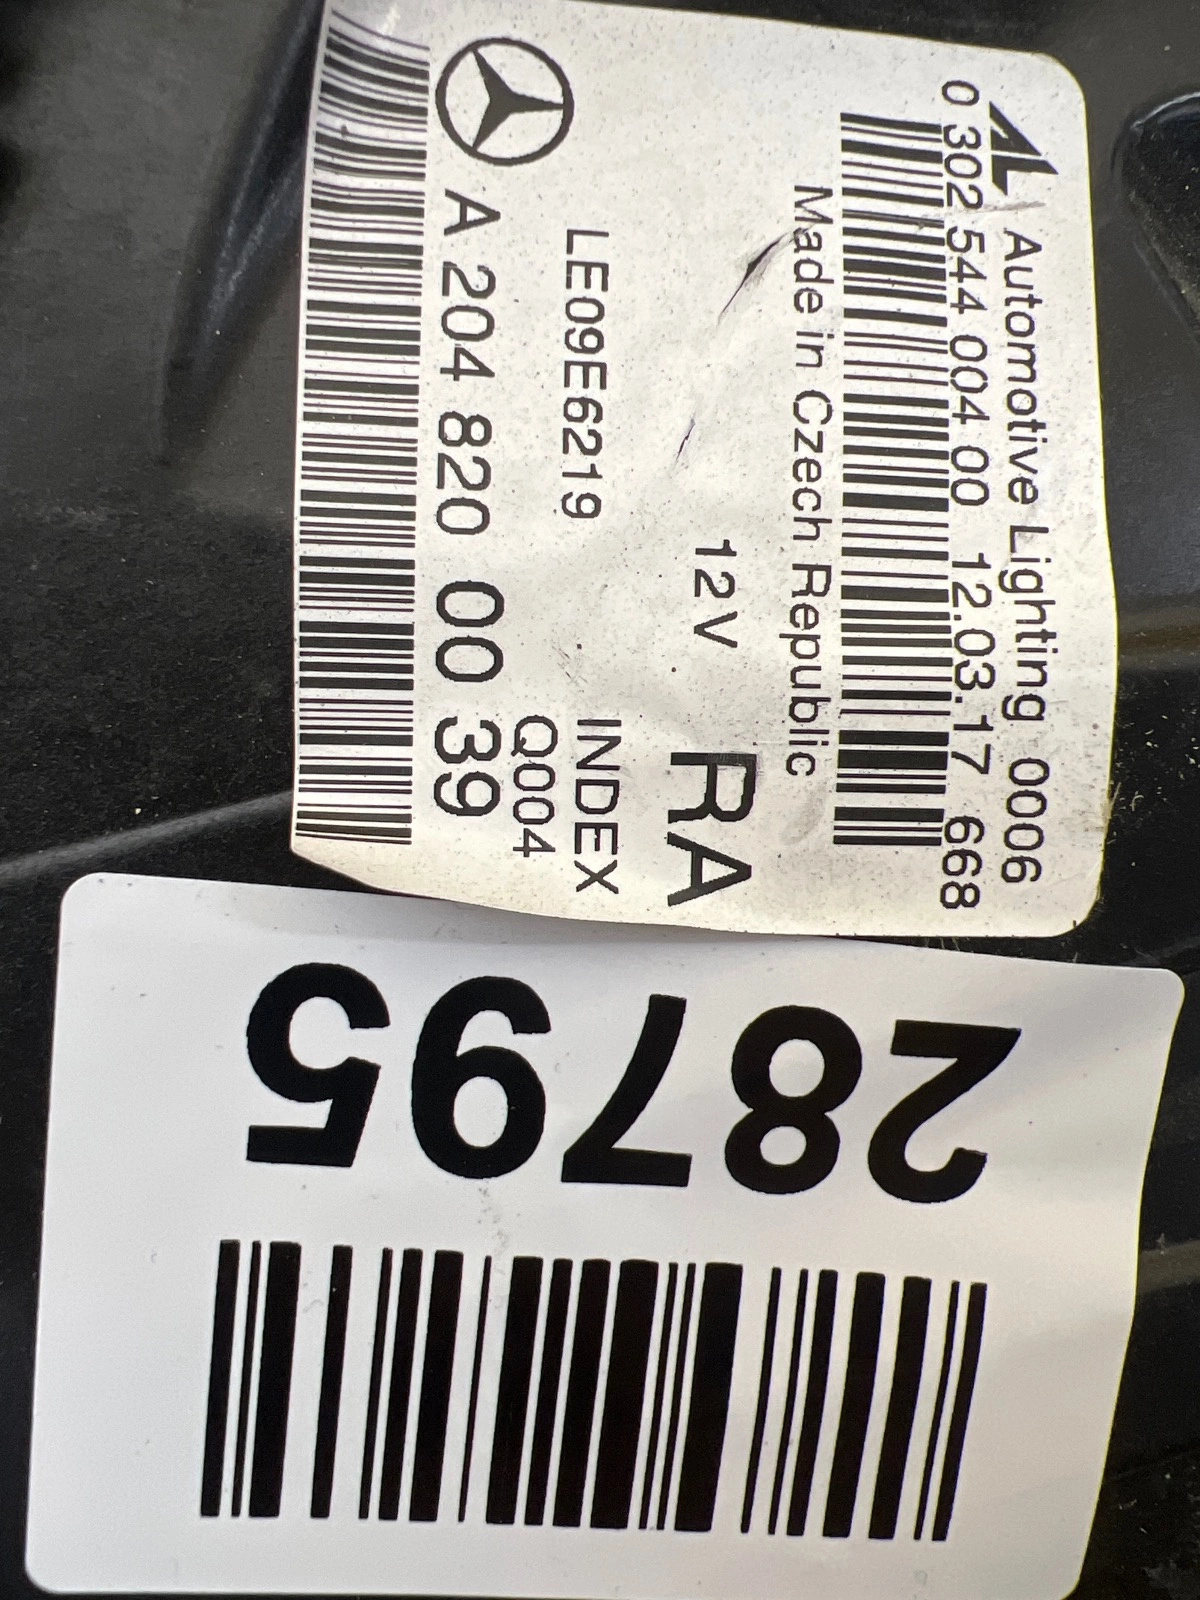 AL Automotive Lighting 0006
0 302 544 004 00 12.03.17 668
Made in Czech Republic
12V RA
LE09E6219 INDEX
Q004
A 204 820 00 39
28795